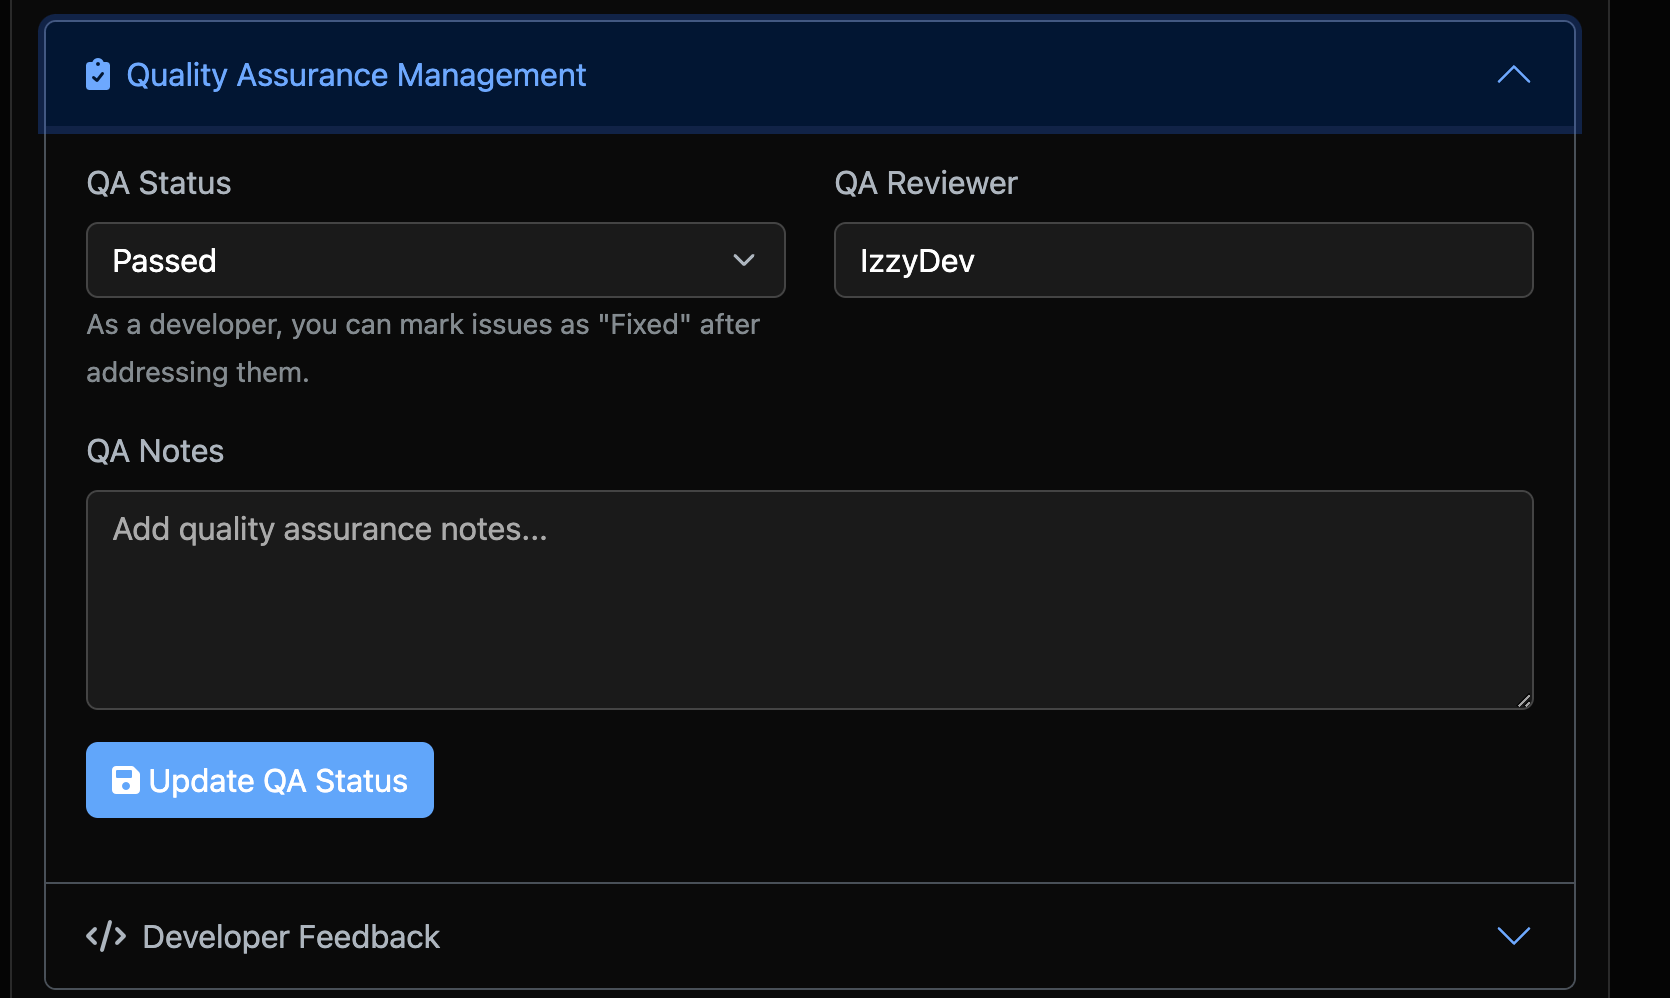 Quality Assurance Management
QA Status
QA Reviewer
Passed
IzzyDev
As a developer, you can mark issues as "Fixed" after
addressing them.
QA Notes
Add quality assurance notes...
Update QA Status
Developer Feedback